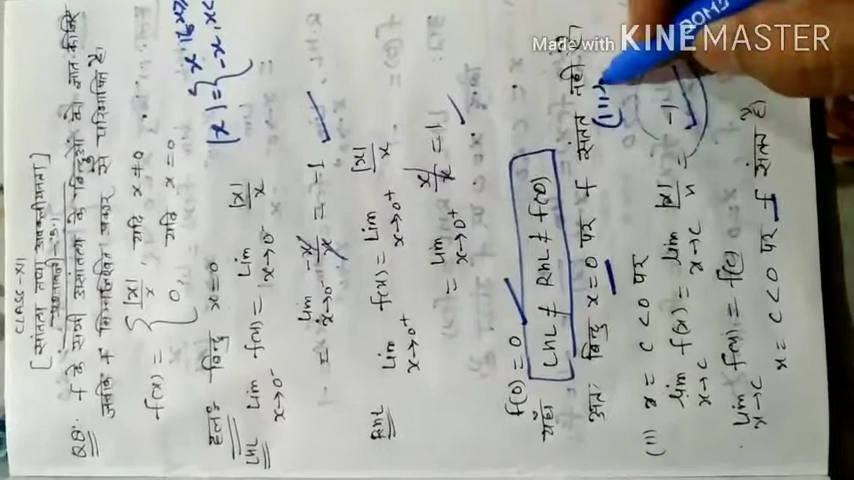 CLASS-XII
[सांतता तथा अवकलनीयता]
प्रश्नावली-5.1
Q8: f के सभी असांतता के बिन्दुओं को ज्ञात कीजिए
जबकि f निम्नलिखित प्रकार से परिभाषित है।
f(x) = { |x|/x , यदि x ≠ 0
0, यदि x = 0
|x| = { x, यदि x≥
-x, x<
हल: बिन्दु x=0
LHL lim x→0⁻ f(x) = lim x→0⁻ |x|/x
= lim x→0⁻ -x/x = -1
RHL lim x→0⁺ f(x) = lim x→0⁺ |x|/x
= lim x→0⁺ x/x = 1
f(0) = 0
यहाँ LHL ≠ RHL ≠ f(0)
अतः बिन्दु x=0 पर f संतत नहीं है।
(II) x = c < 0 पर
(III)
lim x→c f(x) = lim x→c |x|/x = -1
lim x→c f(x) = f(c)
x = c < 0 पर f संतत है।
Made with KINEMASTER